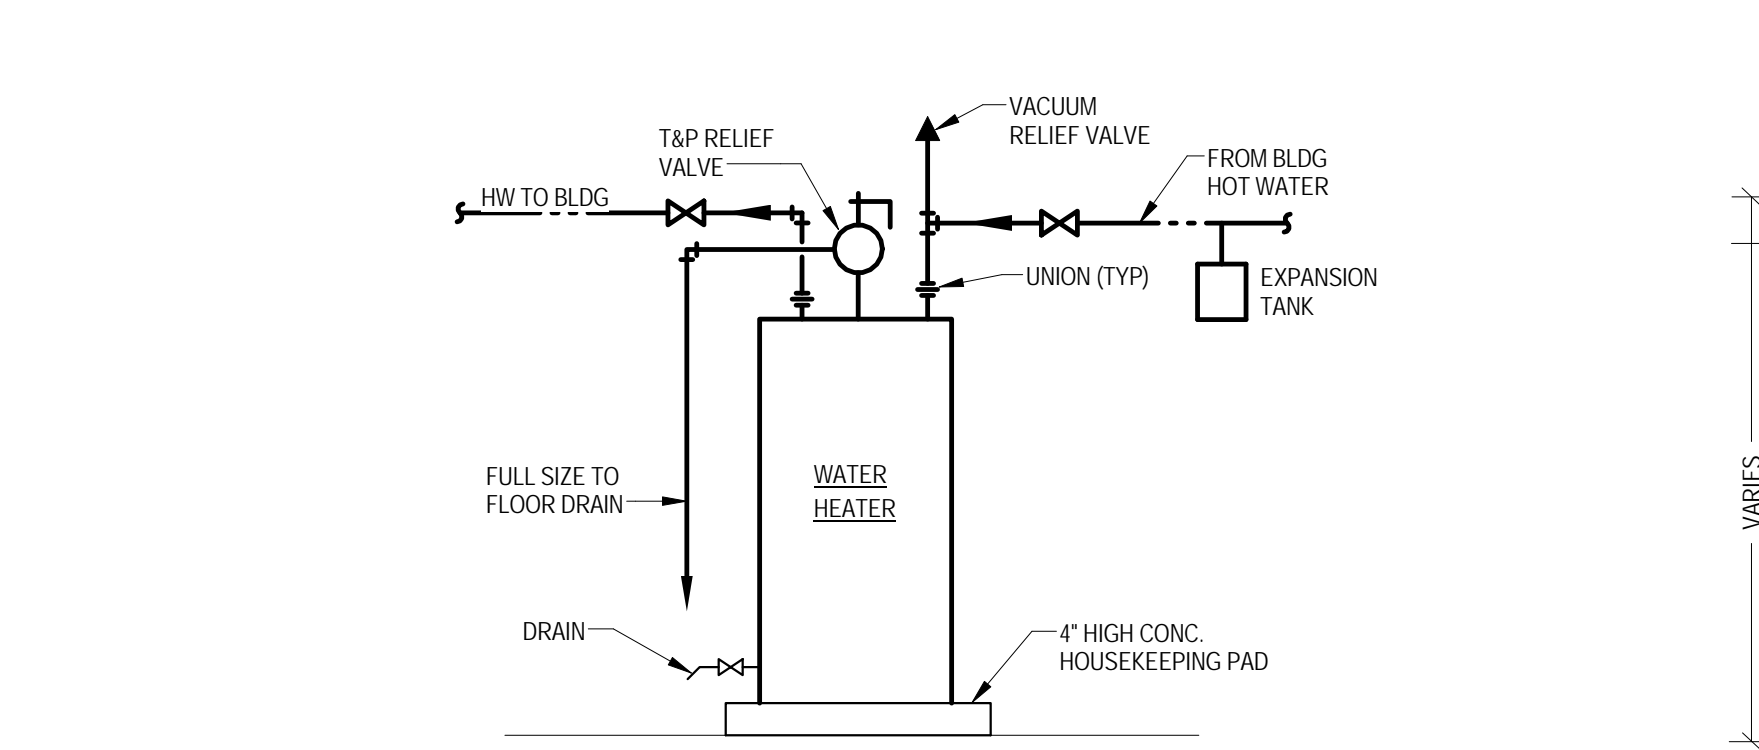 VACUUM
RELIEF VALVE
T&P RELIEF
VALVE
FROM BLDG
HOT WATER
HW TO BLDG
UNION (TYP)
EXPANSION
TANK
FULL SIZE TO
FLOOR DRAIN
WATER
HEATER
VARIES
DRAIN
4" HIGH CONC.
HOUSEKEEPING PAD